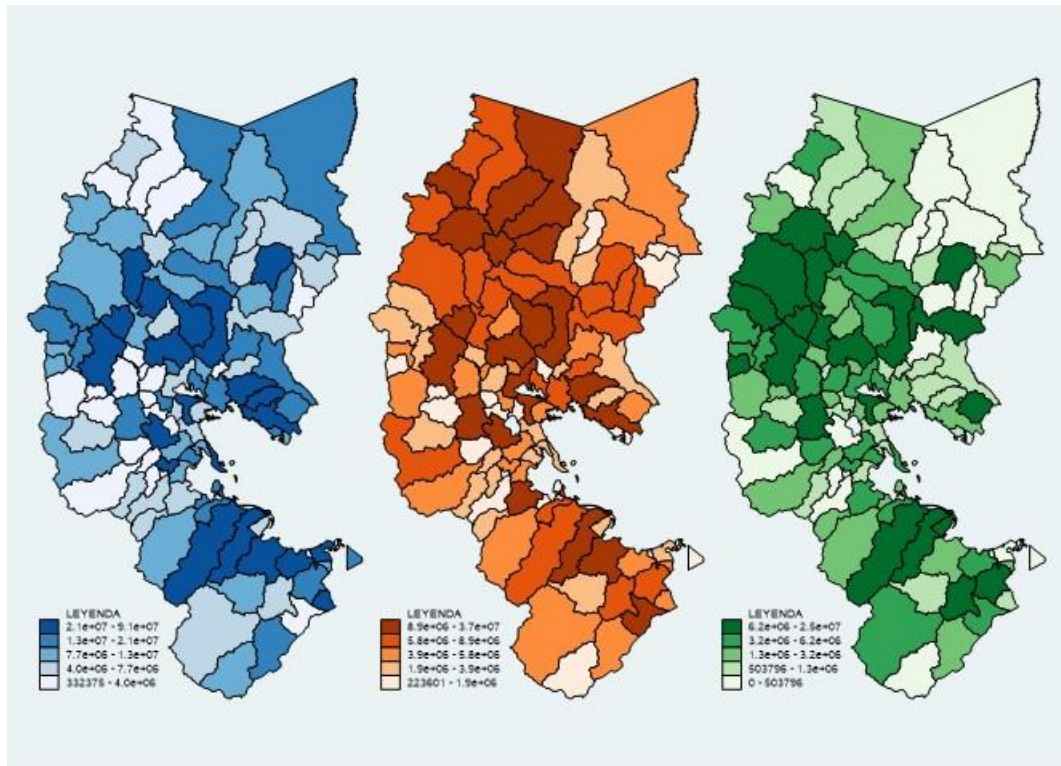 LEYENDA
2.1e+07 - 9.1e+07
1.3e+07 - 2.1e+07
7.7e+06 - 1.3e+07
4.0e+06 - 7.7e+06
332375 - 4.0e+06
LEYENDA
8.9e+06 - 3.7e+07
5.8e+06 - 8.9e+06
3.9e+06 - 5.8e+06
1.9e+06 - 3.9e+06
223601 - 1.9e+06
LEYENDA
6.2e+06 - 2.5e+07
3.2e+06 - 6.2e+06
1.3e+06 - 3.2e+06
503796 - 1.3e+06
0 - 503796